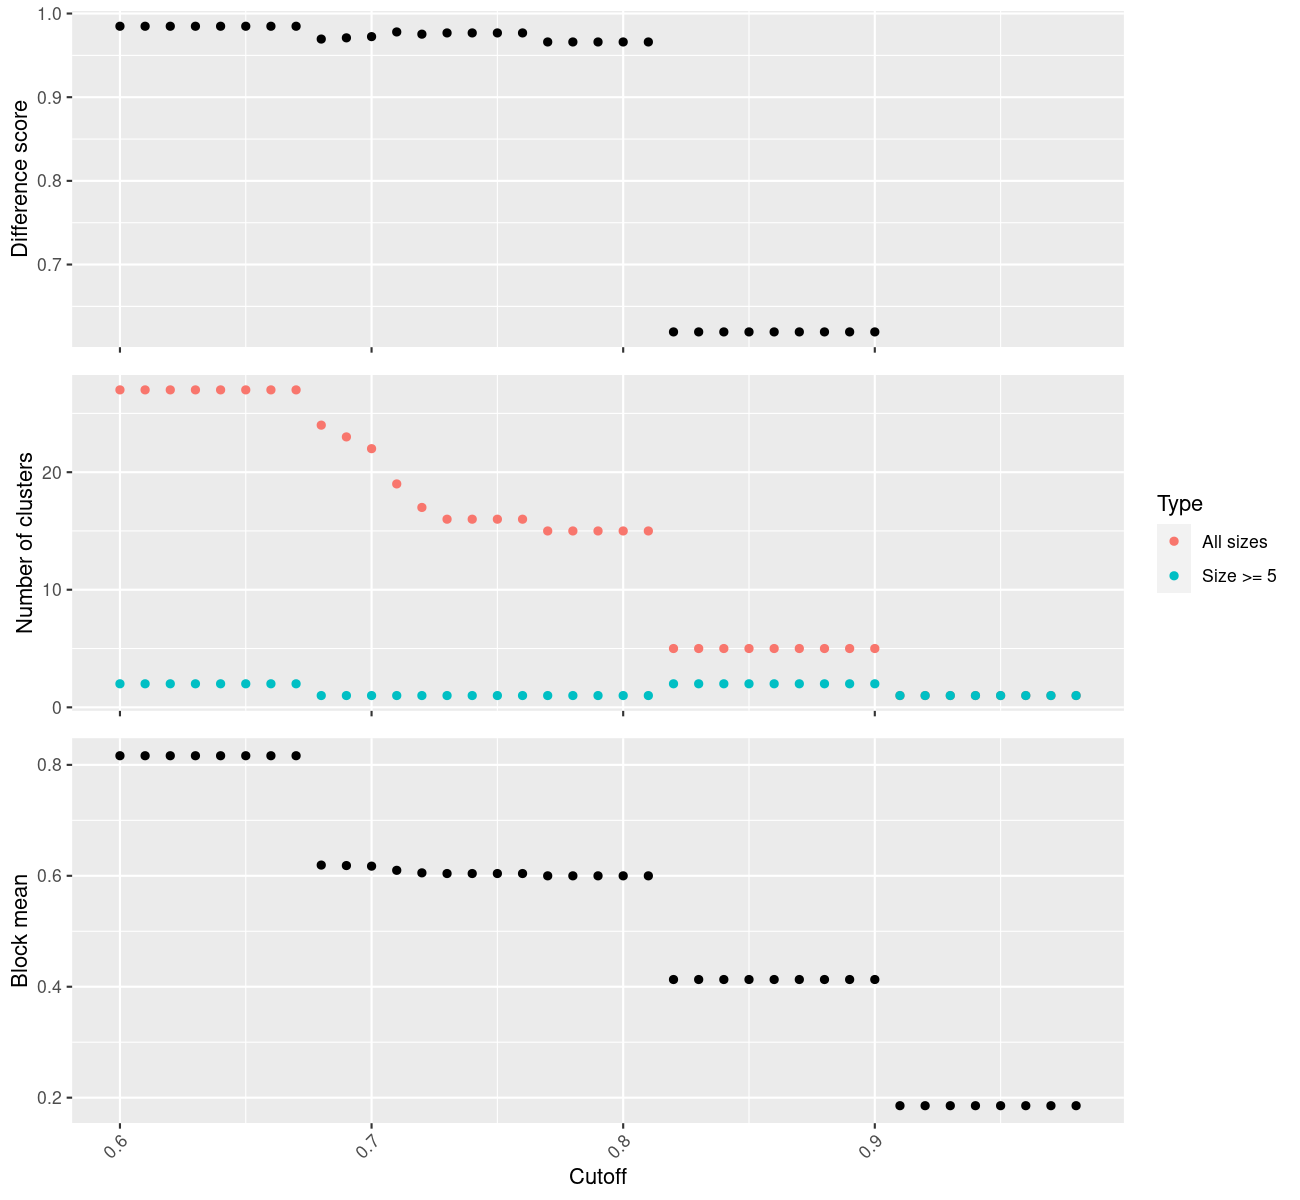 1.0
0.9
0.8
0.7
Difference score
20
10
0
Number of clusters
Type
All sizes
Size >= 5
0.8
0.6
0.4
0.2
Block mean
0.6
0.7
0.8
0.9
Cutoff